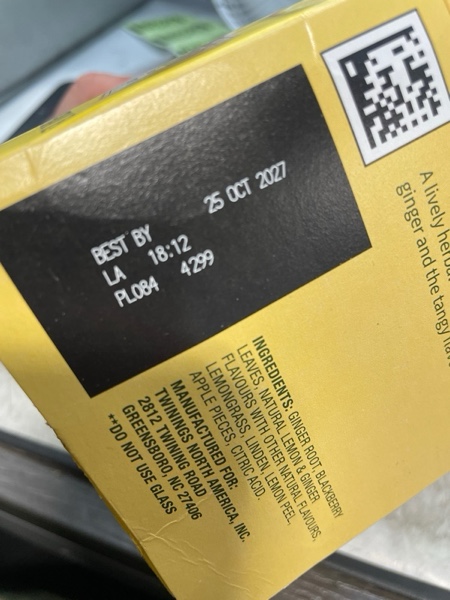 BEST BY 25 OCT 2027
LA 18:12
PL084 4299
A lively herbal
ginger and the tangy
INGREDIENTS: GINGER ROOT, BLACKBERRY
LEAVES, NATURAL LEMON & GINGER
FLAVOURS WITH OTHER NATURAL FLAVOURS,
LEMONGRASS, LINDEN, LEMON PEEL,
APPLE PIECES, CITRIC ACID.
MANUFACTURED FOR:
TWININGS NORTH AMERICA, INC.
2812 TWINING ROAD
GREENSBORO, NC 27406
**DO NOT USE GLASS